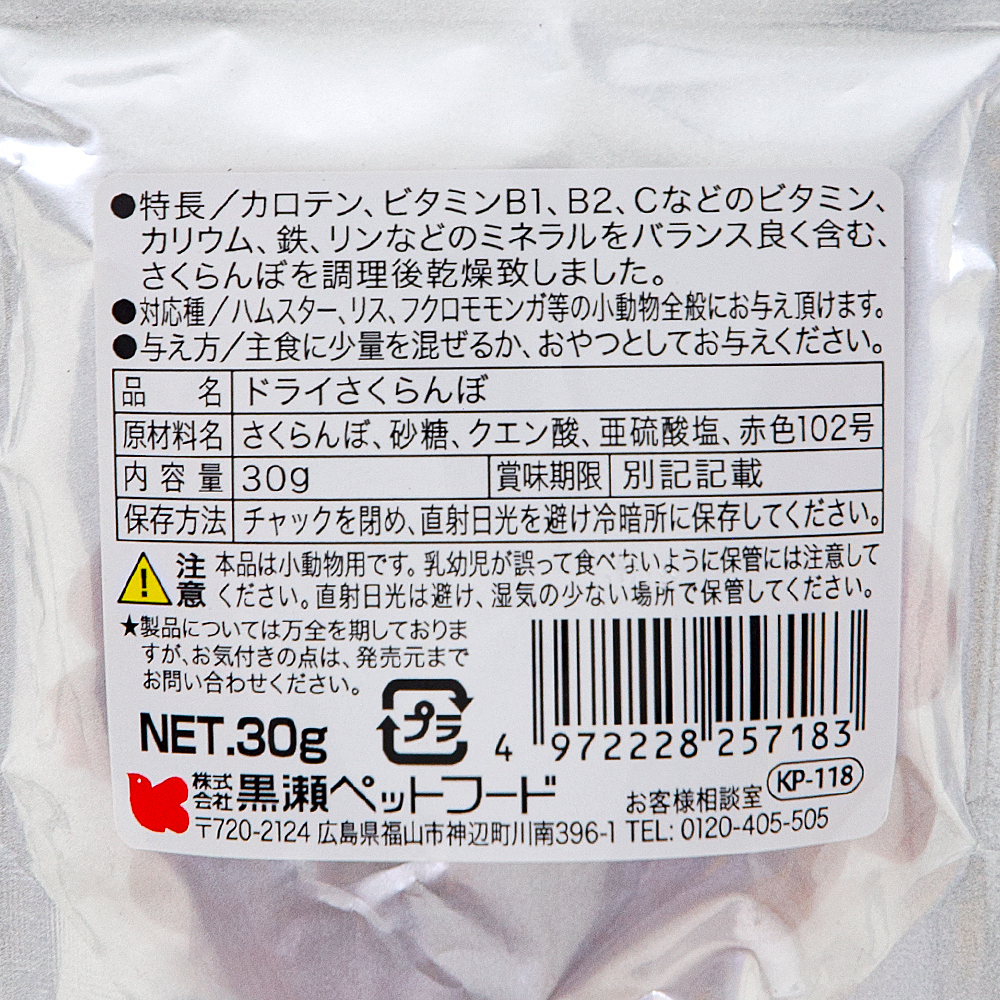 ●特長/カロテン、ビタミンB1、B2、Cなどのビタミン、
カリウム、鉄、リンなどのミネラルをバランス良く含む、
さくらんぼを調理後乾燥致しました。
●対応種/ハムスター、リス、フクロモモンガ等の小動物全般にお与え頂けます。
●与え方/主食に少量を混ぜるか、おやつとしてお与えください。
品名 ドライさくらんぼ
原材料名 さくらんぼ、砂糖、クエン酸、亜硫酸塩、赤色102号
内容量 30g 賞味期限 別記記載
保存方法 チャックを閉め、直射日光を避け冷暗所に保存してください。
注意 本品は小動物用です。乳幼児が誤って食べないように保管には注意して
ください。直射日光は避け、湿気の少ない場所で保管してください。
★製品については万全を期しておりま
すが、お気付きの点は、発売元まで
お問い合わせください。
NET.30g
プラ
4 972228 257183
株式会社 黒瀬ペットフード
お客様相談室 KP-118
〒720-2124 広島県福山市神辺町川南396-1 TEL: 0120-405-505